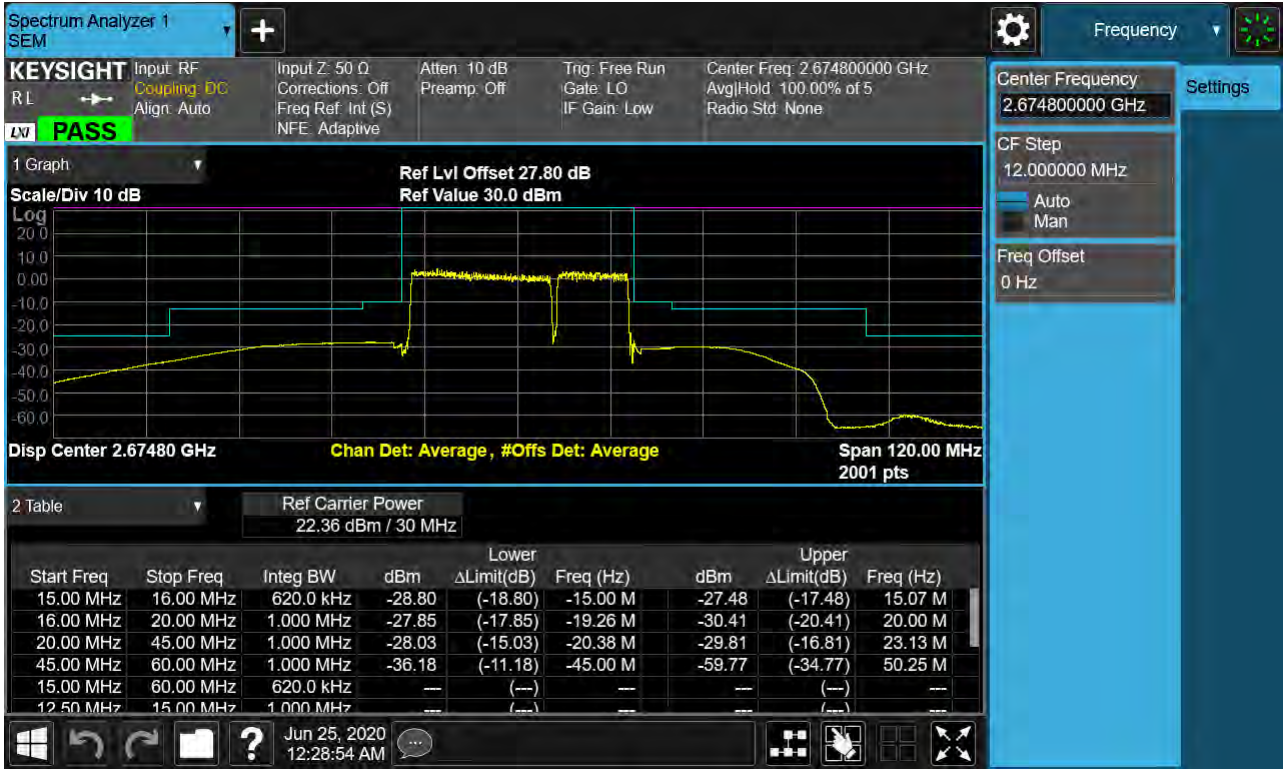 Spectrum Analyzer 1
SEM
Frequency
KEYSIGHT
R L
LXI
PASS
Input: RF
Coupling: DC
Align: Auto
Input Z: 50 Ω
Corrections: Off
Freq Ref: Int (S)
NFE: Adaptive
Atten: 10 dB
Preamp: Off
Trig: Free Run
Gate: LO
IF Gain: Low
Center Freq: 2.674800000 GHz
Avg|Hold: 100.00% of 5
Radio Std: None
Center Frequency
2.674800000 GHz
Settings
CF Step
12.000000 MHz
Auto
Man
Freq Offset
0 Hz
1 Graph
Scale/Div 10 dB
Ref Lvl Offset 27.80 dB
Ref Value 30.0 dBm
Log
20.0
10.0
0.00
-10.0
-20.0
-30.0
-40.0
-50.0
-60.0
Disp Center 2.67480 GHz
Chan Det: Average, #Offs Det: Average
Span 120.00 MHz
2001 pts
2 Table
Ref Carrier Power
22.36 dBm / 30 MHz
Lower Upper
Start Freq Stop Freq Integ BW dBm ΔLimit(dB) Freq (Hz) dBm ΔLimit(dB) Freq (Hz)
15.00 MHz 16.00 MHz 620.0 kHz -28.80 (-18.80) -15.00 M -27.48 (-17.48) 15.07 M
16.00 MHz 20.00 MHz 1.000 MHz -27.85 (-17.85) -19.26 M -30.41 (-20.41) 20.00 M
20.00 MHz 45.00 MHz 1.000 MHz -28.03 (-15.03) -20.38 M -29.81 (-16.81) 23.13 M
45.00 MHz 60.00 MHz 1.000 MHz -36.18 (-11.18) -45.00 M -59.77 (-34.77) 50.25 M
15.00 MHz 60.00 MHz 620.0 kHz --- (---) --- --- (---) ---
12.50 MHz 15.00 MHz 1.000 MHz --- (---) --- --- (---) ---
Jun 25, 2020
12:28:54 AM